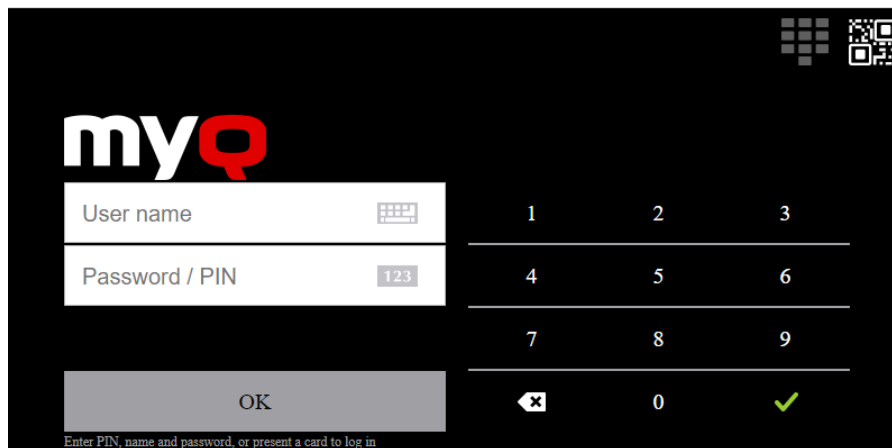 myQ
User name
Password / PIN
123
OK
Enter PIN, name and password, or present a card to log in
1 2 3
4 5 6
7 8 9
0